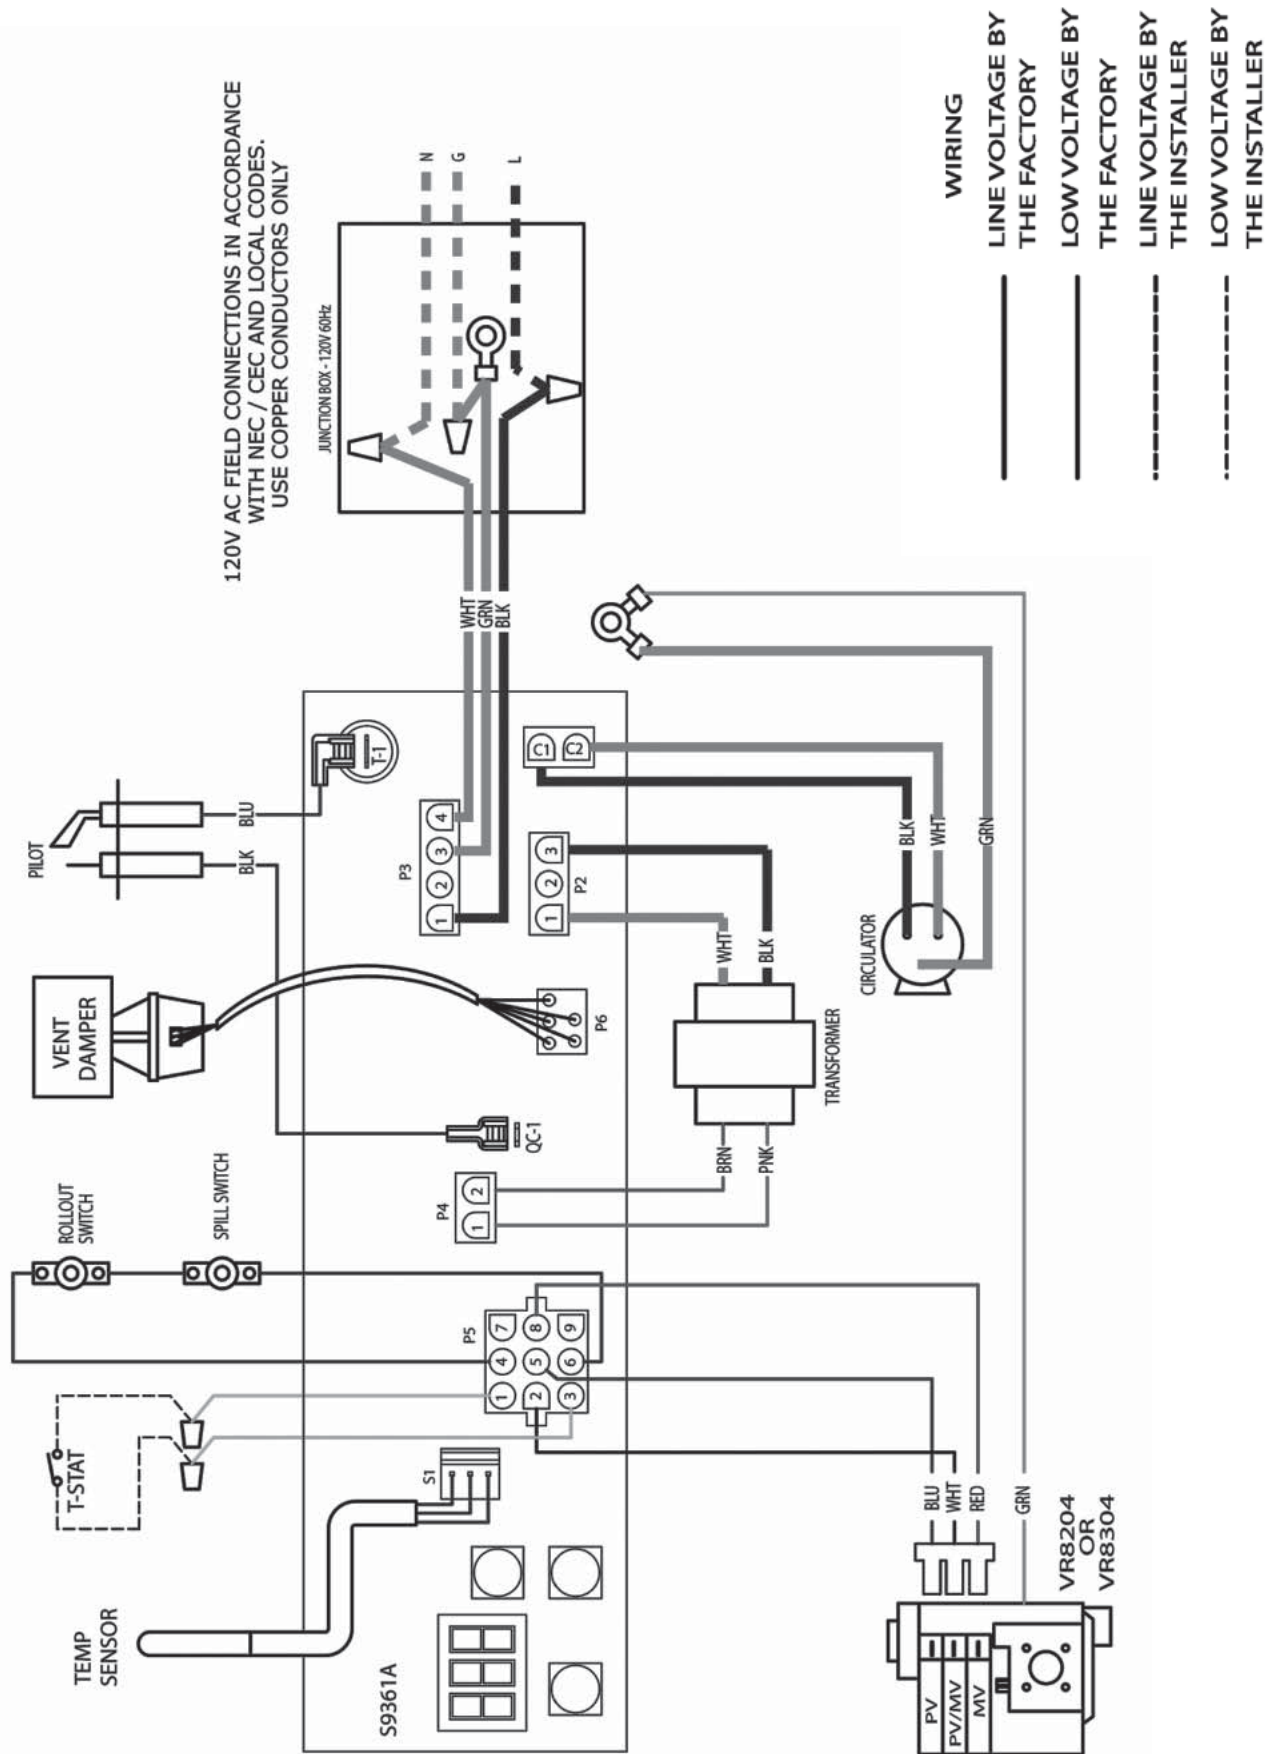 120V AC FIELD CONNECTIONS IN ACCORDANCE
WITH NEC / CEC AND LOCAL CODES.
USE COPPER CONDUCTORS ONLY
JUNCTION BOX - 120V 60Hz
N
G
L
WHT
GRN
BLK
PILOT
BLU
BLK
T-1
VENT
DAMPER
ROLLOUT
SWITCH
SPILL SWITCH
T-STAT
TEMP
SENSOR
P3
1
2
3
4
C1
C2
P2
1
2
3
P6
QC-1
P4
1
2
P5
7
8
9
4
5
6
1
2
3
S1
S9361A
WHT
BLK
TRANSFORMER
BRN
PNK
BLK
WHT
GRN
CIRCULATOR
BLU
WHT
RED
GRN
VR8204
OR
VR8304
PV
PV/MV
MV
WIRING
LINE VOLTAGE BY
THE FACTORY
LOW VOLTAGE BY
THE FACTORY
LINE VOLTAGE BY
THE INSTALLER
LOW VOLTAGE BY
THE INSTALLER